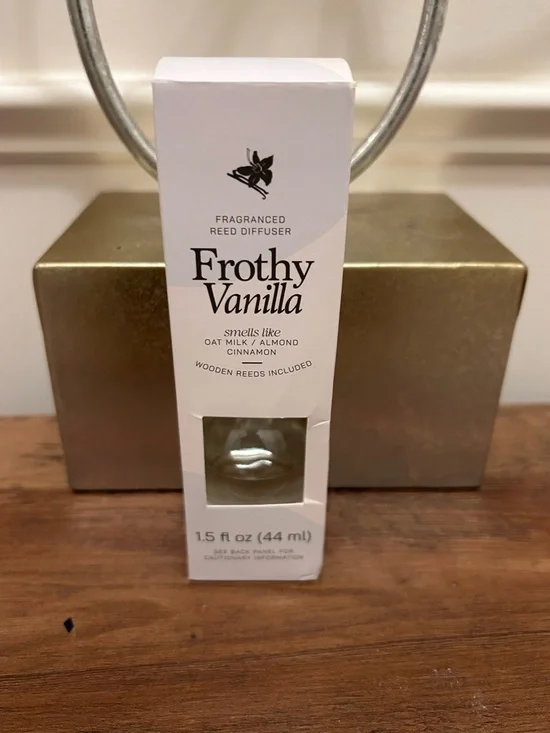 FRAGRANCED
REED DIFFUSER
Frothy
Vanilla
smells like
OAT MILK / ALMOND
CINNAMON
WOODEN REEDS INCLUDED
1.5 fl oz (44 ml)
SEE BACK PANEL FOR
CAUTIONARY INFORMATION